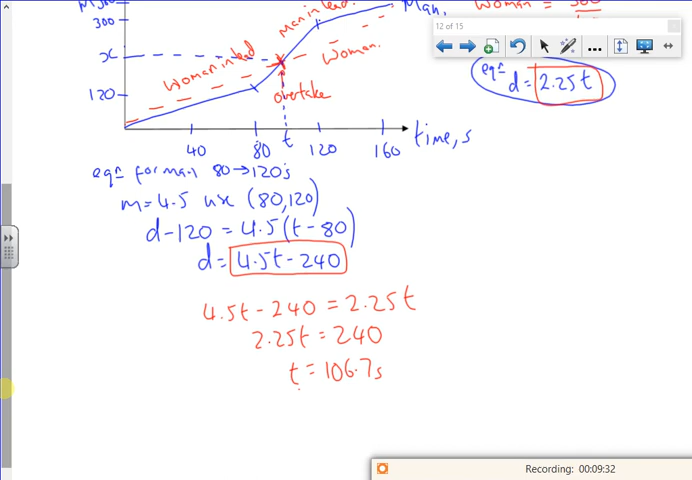 Man in lead
Man,
Woman =
300
12 of 15
x
Woman in lead
Woman.
eqn d = 2.25t
120
overtake
40 80 t 120 160 time, s
eqn for man 80→120s
m=4.5 use (80,120)
d-120 = 4.5(t-80)
d= 4.5t-240
4.5t-240 = 2.25t
2.25t = 240
t = 106.7s
Recording: 00:09:32